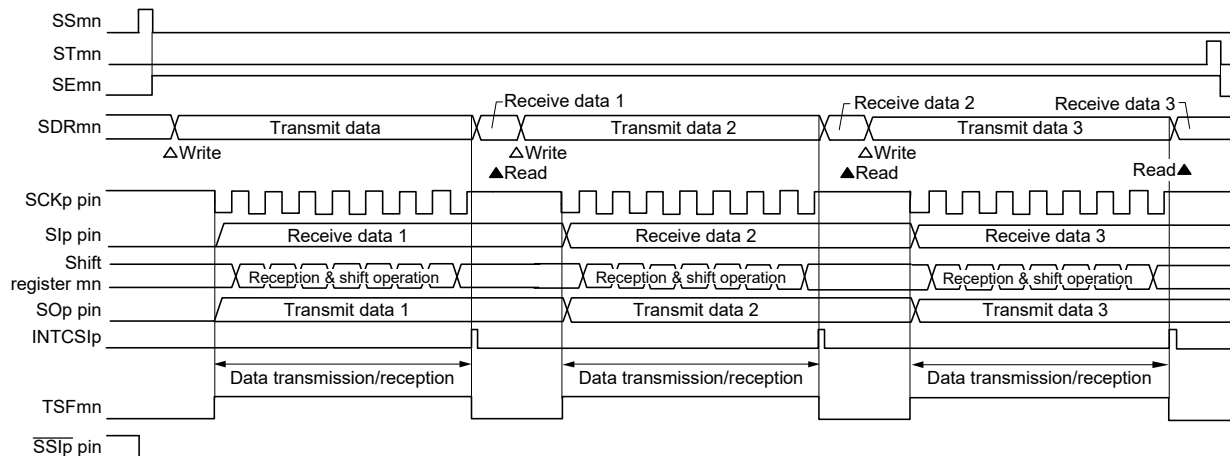 SSmn
STmn
SEmn
Receive data 1
Receive data 2
Receive data 3
SDRmn
Transmit data
Transmit data 2
Transmit data 3
△Write
△Write
△Write
▲Read
▲Read
Read▲
SCKp pin
SIp pin
Receive data 1
Receive data 2
Receive data 3
Shift
register mn
Reception & shift operation
Reception & shift operation
Reception & shift operation
SOp pin
Transmit data 1
Transmit data 2
Transmit data 3
INTCSIp
Data transmission/reception
Data transmission/reception
Data transmission/reception
TSFmn
SSIp pin